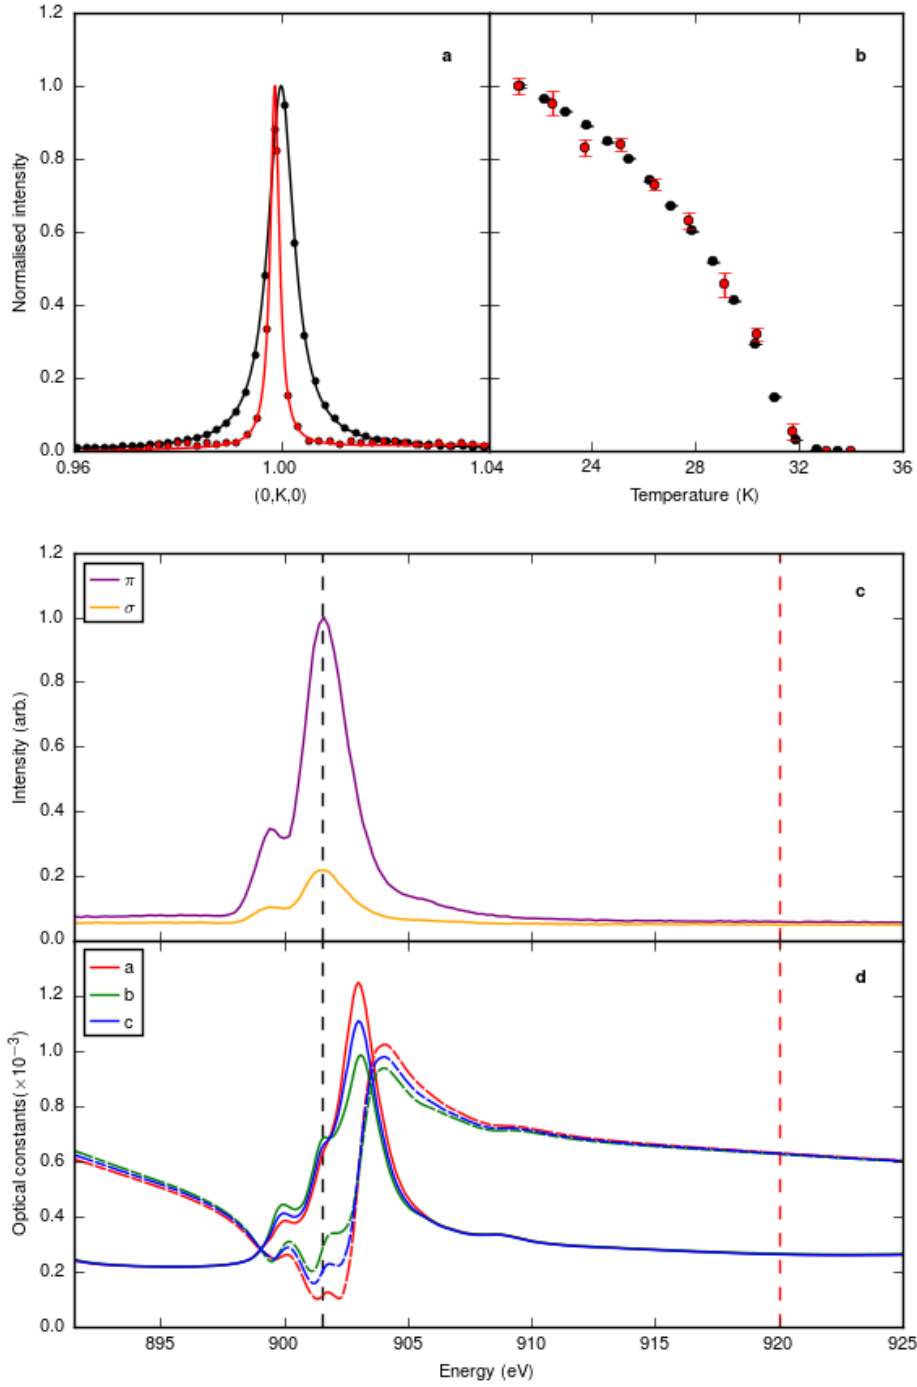 1.2
1.0
0.8
0.6
0.4
0.2
0.0
Normalised intensity
a
0.96 1.00 1.04
(0,K,0)
b
24 28 32 36
Temperature (K)
1.2
1.0
0.8
0.6
0.4
0.2
0.0
Intensity (arb.)
π
σ
c
1.2
1.0
0.8
0.6
0.4
0.2
0.0
Optical constants(×10⁻³)
a
b
c
d
895 900 905 910 915 920 925
Energy (eV)